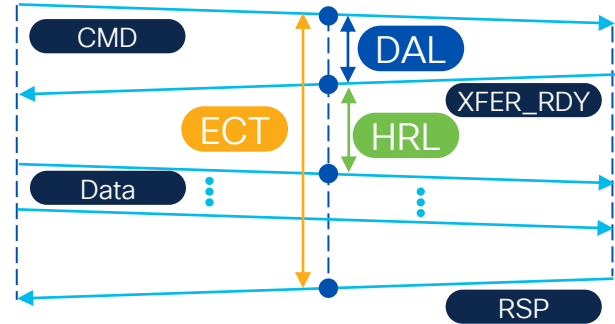 CMD
DAL
XFER_RDY
ECT
HRL
Data
RSP